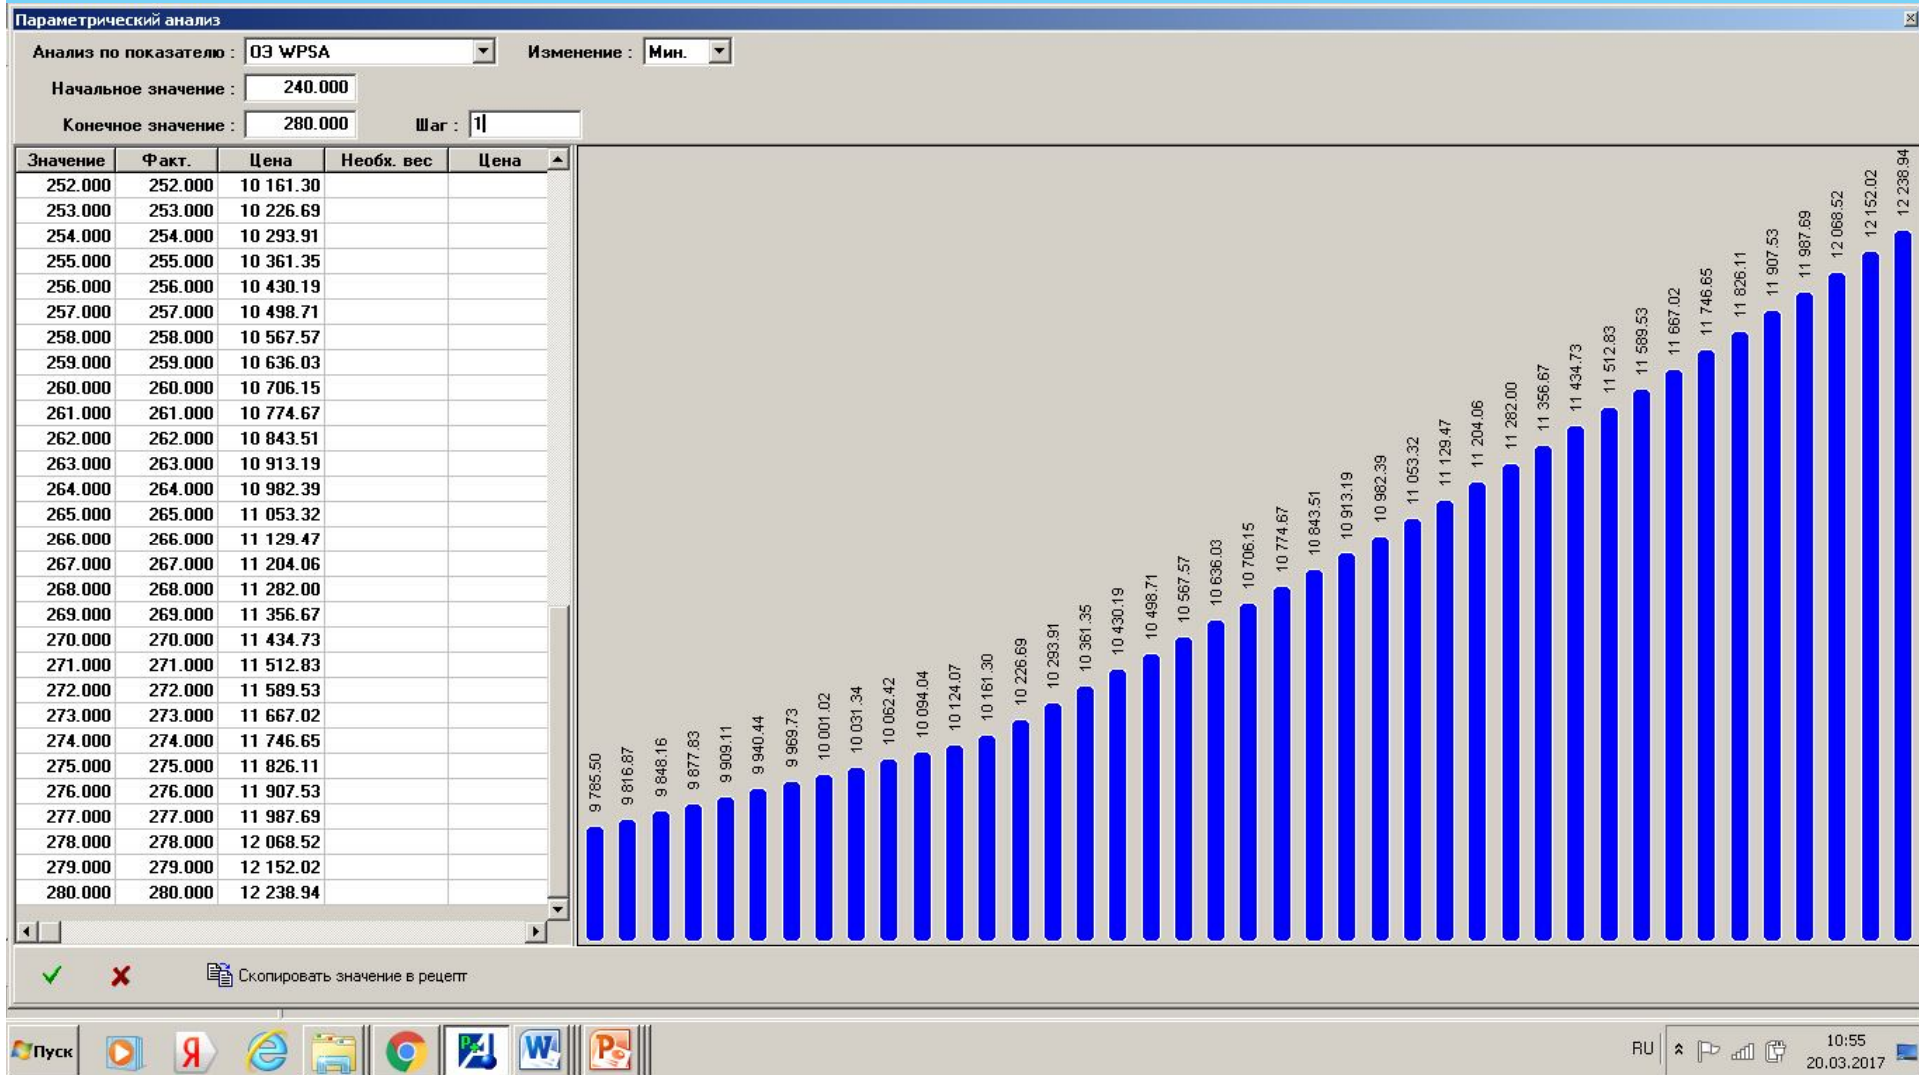 Параметрический анализ
Анализ по показателю : ОЭ WPSA Изменение : Мин.
Начальное значение : 240.000
Конечное значение : 280.000 Шаг : 1
Значение Факт. Цена Необх. вес Цена
252.000 252.000 10 161.30
253.000 253.000 10 226.69
254.000 254.000 10 293.91
255.000 255.000 10 361.35
256.000 256.000 10 430.19
257.000 257.000 10 498.71
258.000 258.000 10 567.57
259.000 259.000 10 636.03
260.000 260.000 10 706.15
261.000 261.000 10 774.67
262.000 262.000 10 843.51
263.000 263.000 10 913.19
264.000 264.000 10 982.39
265.000 265.000 11 053.32
266.000 266.000 11 129.47
267.000 267.000 11 204.06
268.000 268.000 11 282.00
269.000 269.000 11 356.67
270.000 270.000 11 434.73
271.000 271.000 11 512.83
272.000 272.000 11 589.53
273.000 273.000 11 667.02
274.000 274.000 11 746.65
275.000 275.000 11 826.11
276.000 276.000 11 907.53
277.000 277.000 11 987.69
278.000 278.000 12 068.52
279.000 279.000 12 152.02
280.000 280.000 12 238.94
9 785.50
9 816.87
9 848.16
9 877.83
9 909.11
9 940.44
9 969.73
10 001.02
10 031.34
10 062.42
10 094.04
10 124.07
10 161.30
10 226.69
10 293.91
10 361.35
10 430.19
10 498.71
10 567.57
10 636.03
10 706.15
10 774.67
10 843.51
10 913.19
10 982.39
11 053.32
11 129.47
11 204.06
11 282.00
11 356.67
11 434.73
11 512.83
11 589.53
11 667.02
11 746.65
11 826.11
11 907.53
11 987.69
12 068.52
12 152.02
12 238.94
Скопировать значение в рецепт
Пуск
RU
10:55
20.03.2017